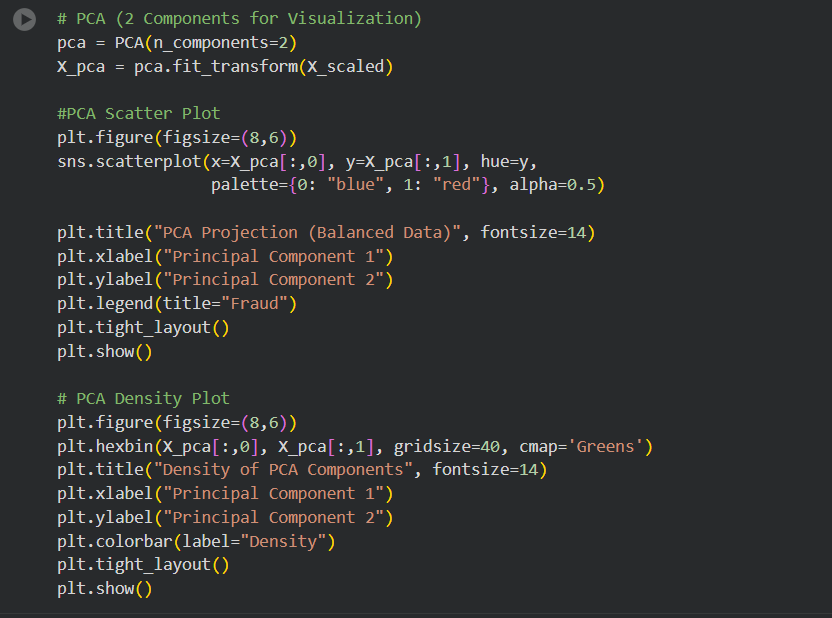 # PCA (2 Components for Visualization)
pca = PCA(n_components=2)
X_pca = pca.fit_transform(X_scaled)
#PCA Scatter Plot
plt.figure(figsize=(8,6))
sns.scatterplot(x=X_pca[:,0], y=X_pca[:,1], hue=y,
                palette={0: "blue", 1: "red"}, alpha=0.5)
plt.title("PCA Projection (Balanced Data)", fontsize=14)
plt.xlabel("Principal Component 1")
plt.ylabel("Principal Component 2")
plt.legend(title="Fraud")
plt.tight_layout()
plt.show()
# PCA Density Plot
plt.figure(figsize=(8,6))
plt.hexbin(X_pca[:,0], X_pca[:,1], gridsize=40, cmap='Greens')
plt.title("Density of PCA Components", fontsize=14)
plt.xlabel("Principal Component 1")
plt.ylabel("Principal Component 2")
plt.colorbar(label="Density")
plt.tight_layout()
plt.show()